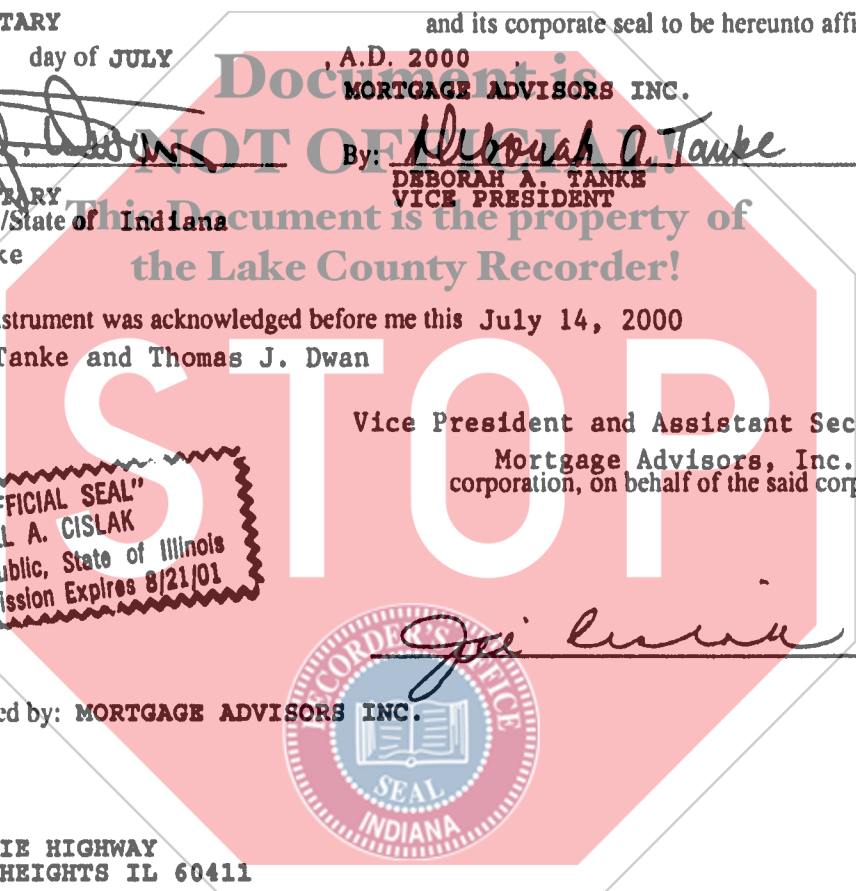 TARY and its corporate seal to be hereunto affi
day of JULY , A.D. 2000
Document is
MORTGAGE ADVISORS INC.
NOT OFFICIAL!
By: Deborah A. Tanke
DEBORAH A. TANKE
VICE PRESIDENT
/State of Indiana
This Document is the property of
ke
the Lake County Recorder!
strument was acknowledged before me this July 14, 2000
Tanke and Thomas J. Dwan
STOP
Vice President and Assistant Sec
Mortgage Advisors, Inc.
corporation, on behalf of the said corp
FICIAL SEAL"
L A. CISLAK
ublic, State of Illinois
ission Expires 8/21/01
RECORDER'S OFFICE
SEAL
INDIANA
ed by: MORTGAGE ADVISORS INC.
IE HIGHWAY
HEIGHTS IL 60411